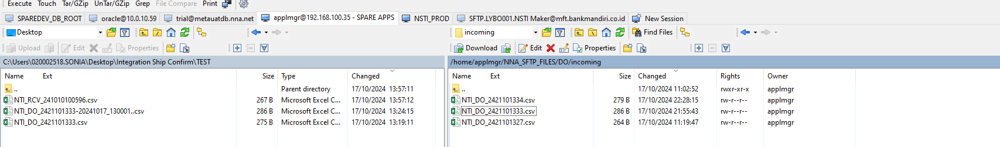 Execute Touch Tar/GZip UnTar/GZip Grep File Compare Print
SPAREDEV_DB_ROOT oracle@10.0.10.59 trial@metauatdb.nna.net applmgr@192.168.100.35 - SPARE APPS NSTI_PROD SFTP.LYBO001.NSTI Maker@mft.bankmandiri.co.id New Session
Desktop incoming Find Files
Upload Edit Properties Download Edit Properties
C:\Users\020002518.SONIA\Desktop\Integration Ship Confirm\TEST /home/applmgr/NNA_SFTP_FILES/DO/incoming
Name Ext Size Type Changed Name Ext Size Changed Rights Owner
.. Parent directory 17/10/2024 13:57:11 .. 17/10/2024 11:02:52 rwxr-xr-x applmgr
NTI_RCV_241010100596.csv 267 B Microsoft Excel C... 17/10/2024 13:57:12 NTI_DO_2421101334.csv 279 B 17/10/2024 22:28:15 rw-r--r-- applmgr
NTI_DO_2421101333-20241017_130001..csv 286 B Microsoft Excel C... 17/10/2024 13:24:15 NTI_DO_2421101333.csv 286 B 17/10/2024 21:55:43 rw-r--r-- applmgr
NTI_DO_2421101333.csv 275 B Microsoft Excel C... 17/10/2024 13:19:11 NTI_DO_2421101327.csv 264 B 17/10/2024 11:19:47 rw-r--r-- applmgr